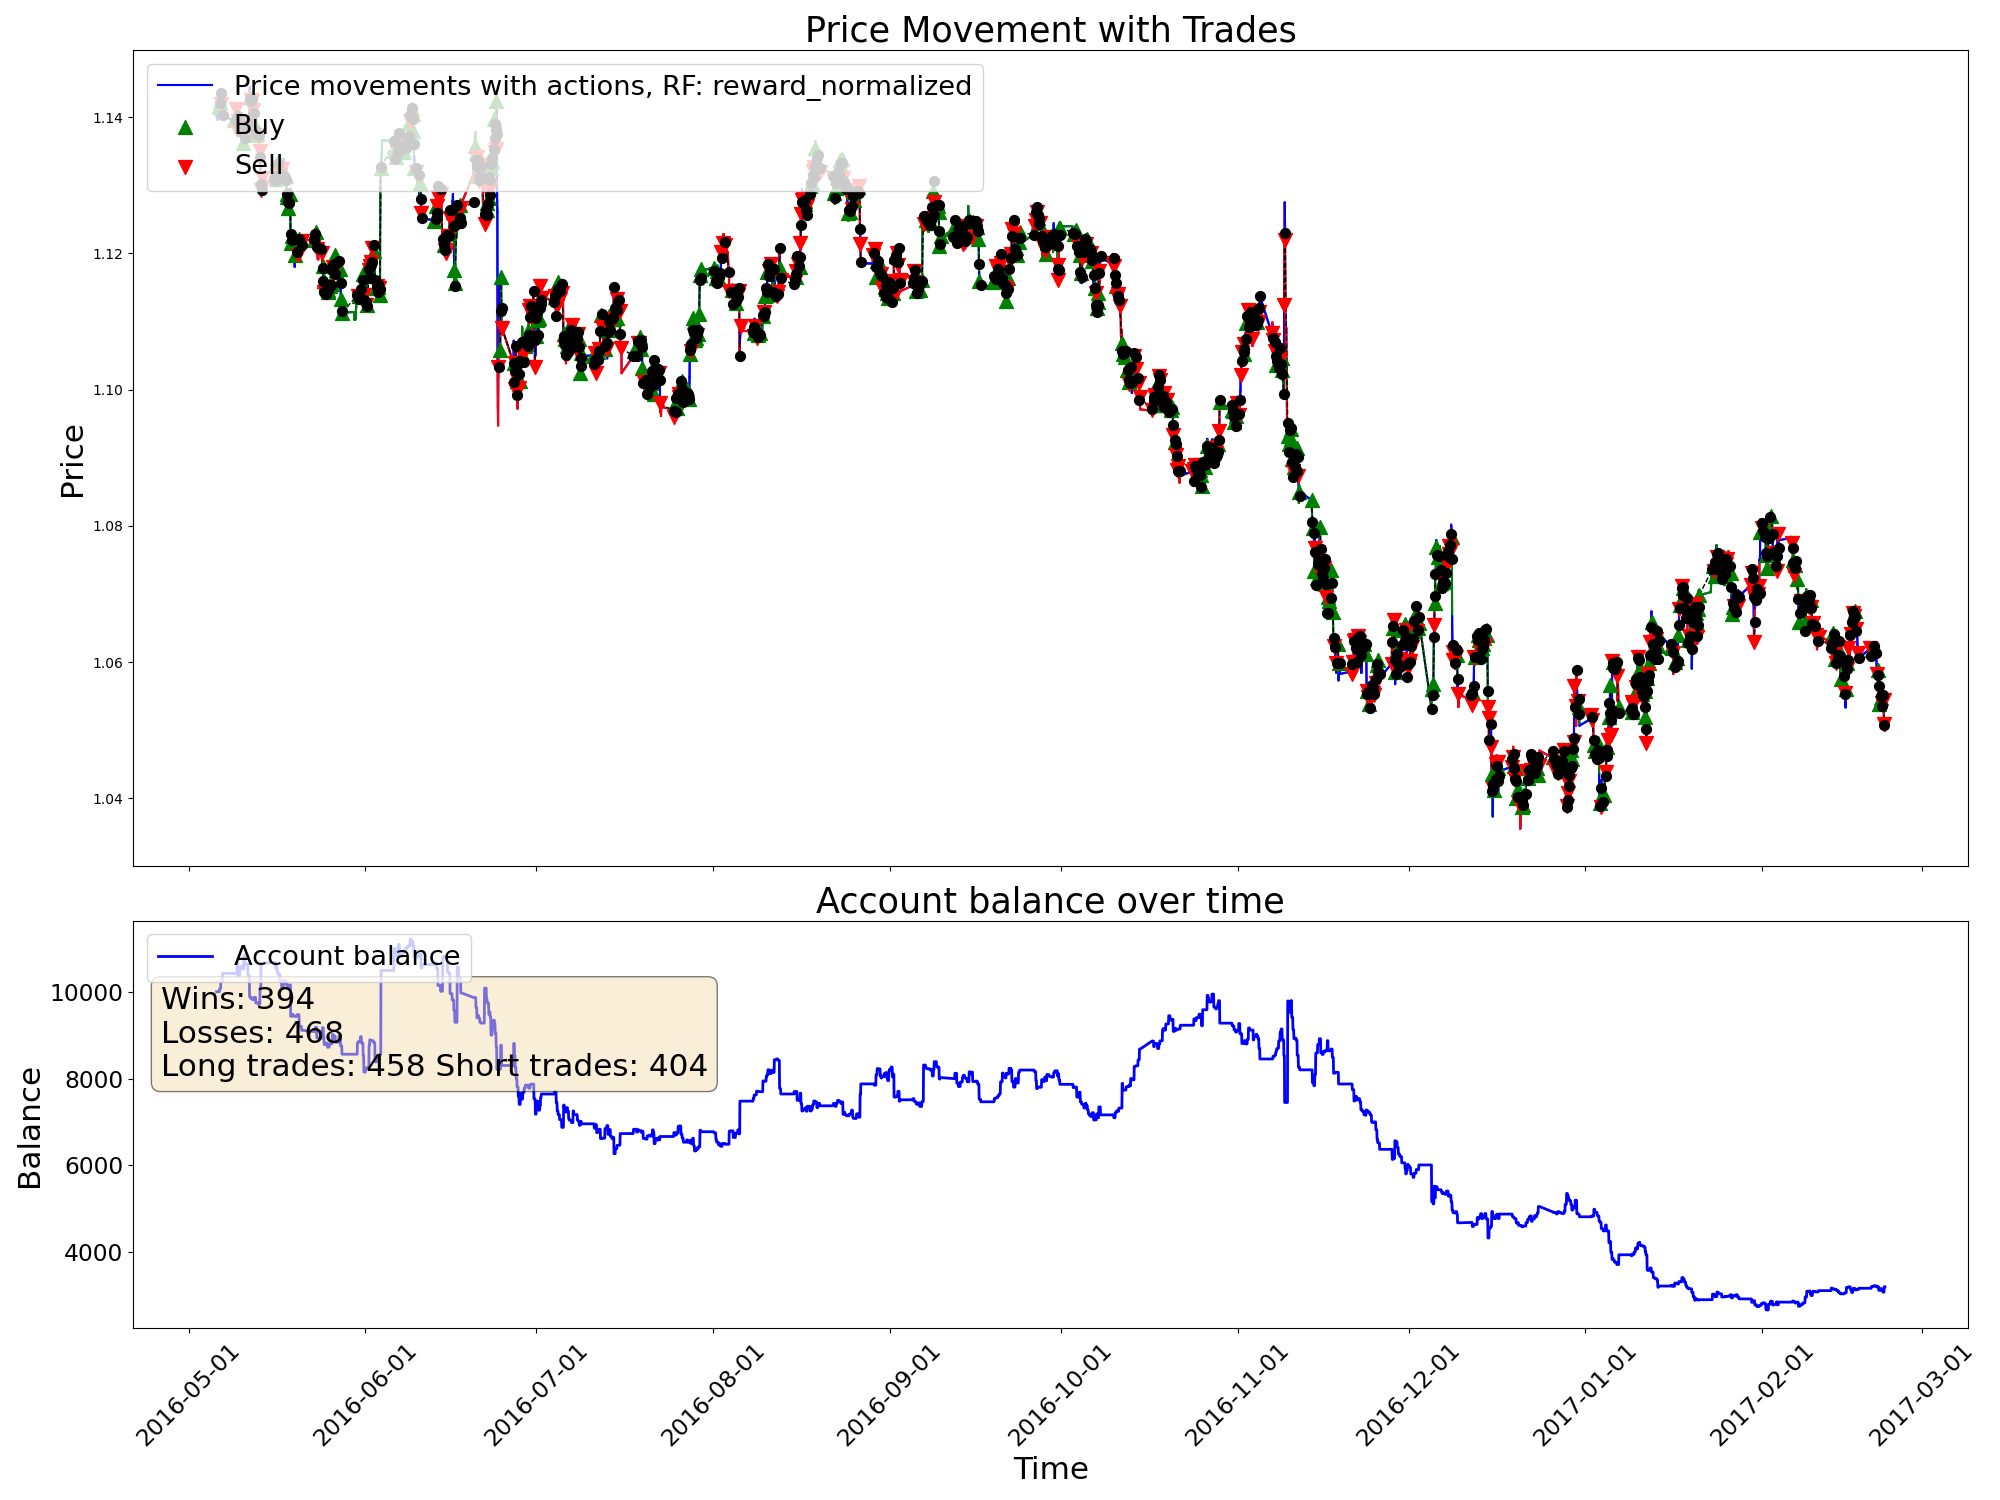 Price Movement with Trades
Price movements with actions, RF: reward_normalized
Buy
Sell
Price
1.14
1.12
1.10
1.08
1.06
1.04
Account balance over time
Account balance
Wins: 394
Losses: 468
Long trades: 458 Short trades: 404
Balance
10000
8000
6000
4000
2016-05-01
2016-06-01
2016-07-01
2016-08-01
2016-09-01
2016-10-01
2016-11-01
2016-12-01
2017-01-01
2017-02-01
2017-03-01
Time